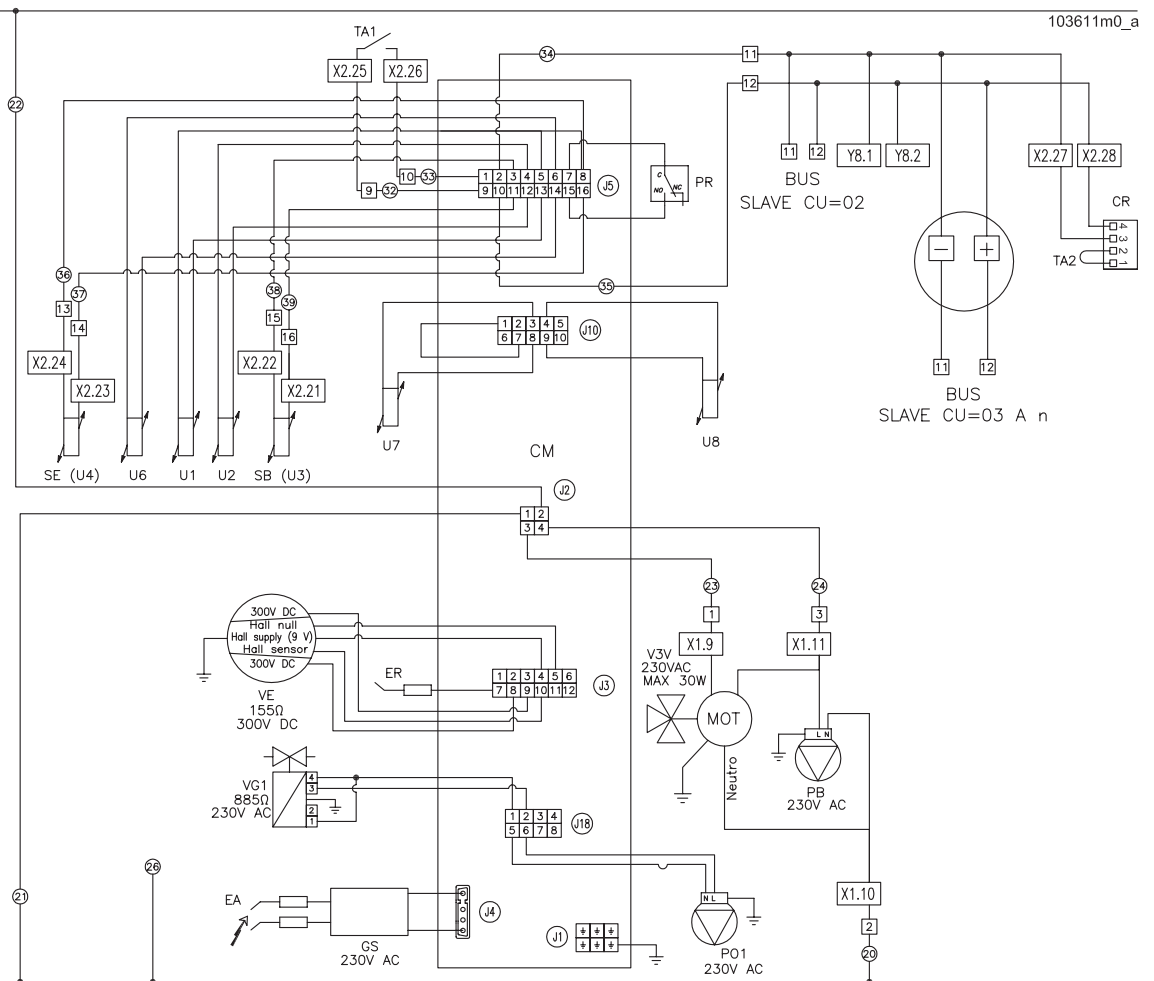 103611m0_a
TA1
34
11
X2.25
X2.26
12
22
11
12
Y8.1
Y8.2
X2.27
X2.28
BUS
SLAVE CU=02
10
33
9
32
1 2 3 4 5 6 7 8
9 10 11 12 13 14 15 16
J5
C
NO
NC
PR
CR
4
3
2
1
TA2
−
+
36
37
38
39
35
13
14
15
16
X2.24
X2.23
X2.22
X2.21
1 2 3 4 5
6 7 8 9 10
J10
11
12
BUS
SLAVE CU=03 A n
U7
U8
CM
SE (U4)
U6
U1
U2
SB (U3)
J2
1 2
3 4
23
24
1
3
X1.9
X1.11
300V DC
Hall null
Hall supply (9 V)
Hall sensor
300V DC
VE
155Ω
300V DC
ER
1 2 3 4 5 6
7 8 9 10 11 12
J3
V3V
230VAC
MAX 30W
MOT
Neutro
L N
PB
230V AC
VG1
885Ω
230V AC
4
3
2
1
1 2 3 4
5 6 7 8
J18
26
21
EA
GS
230V AC
J4
J1
N L
PO1
230V AC
X1.10
2
20